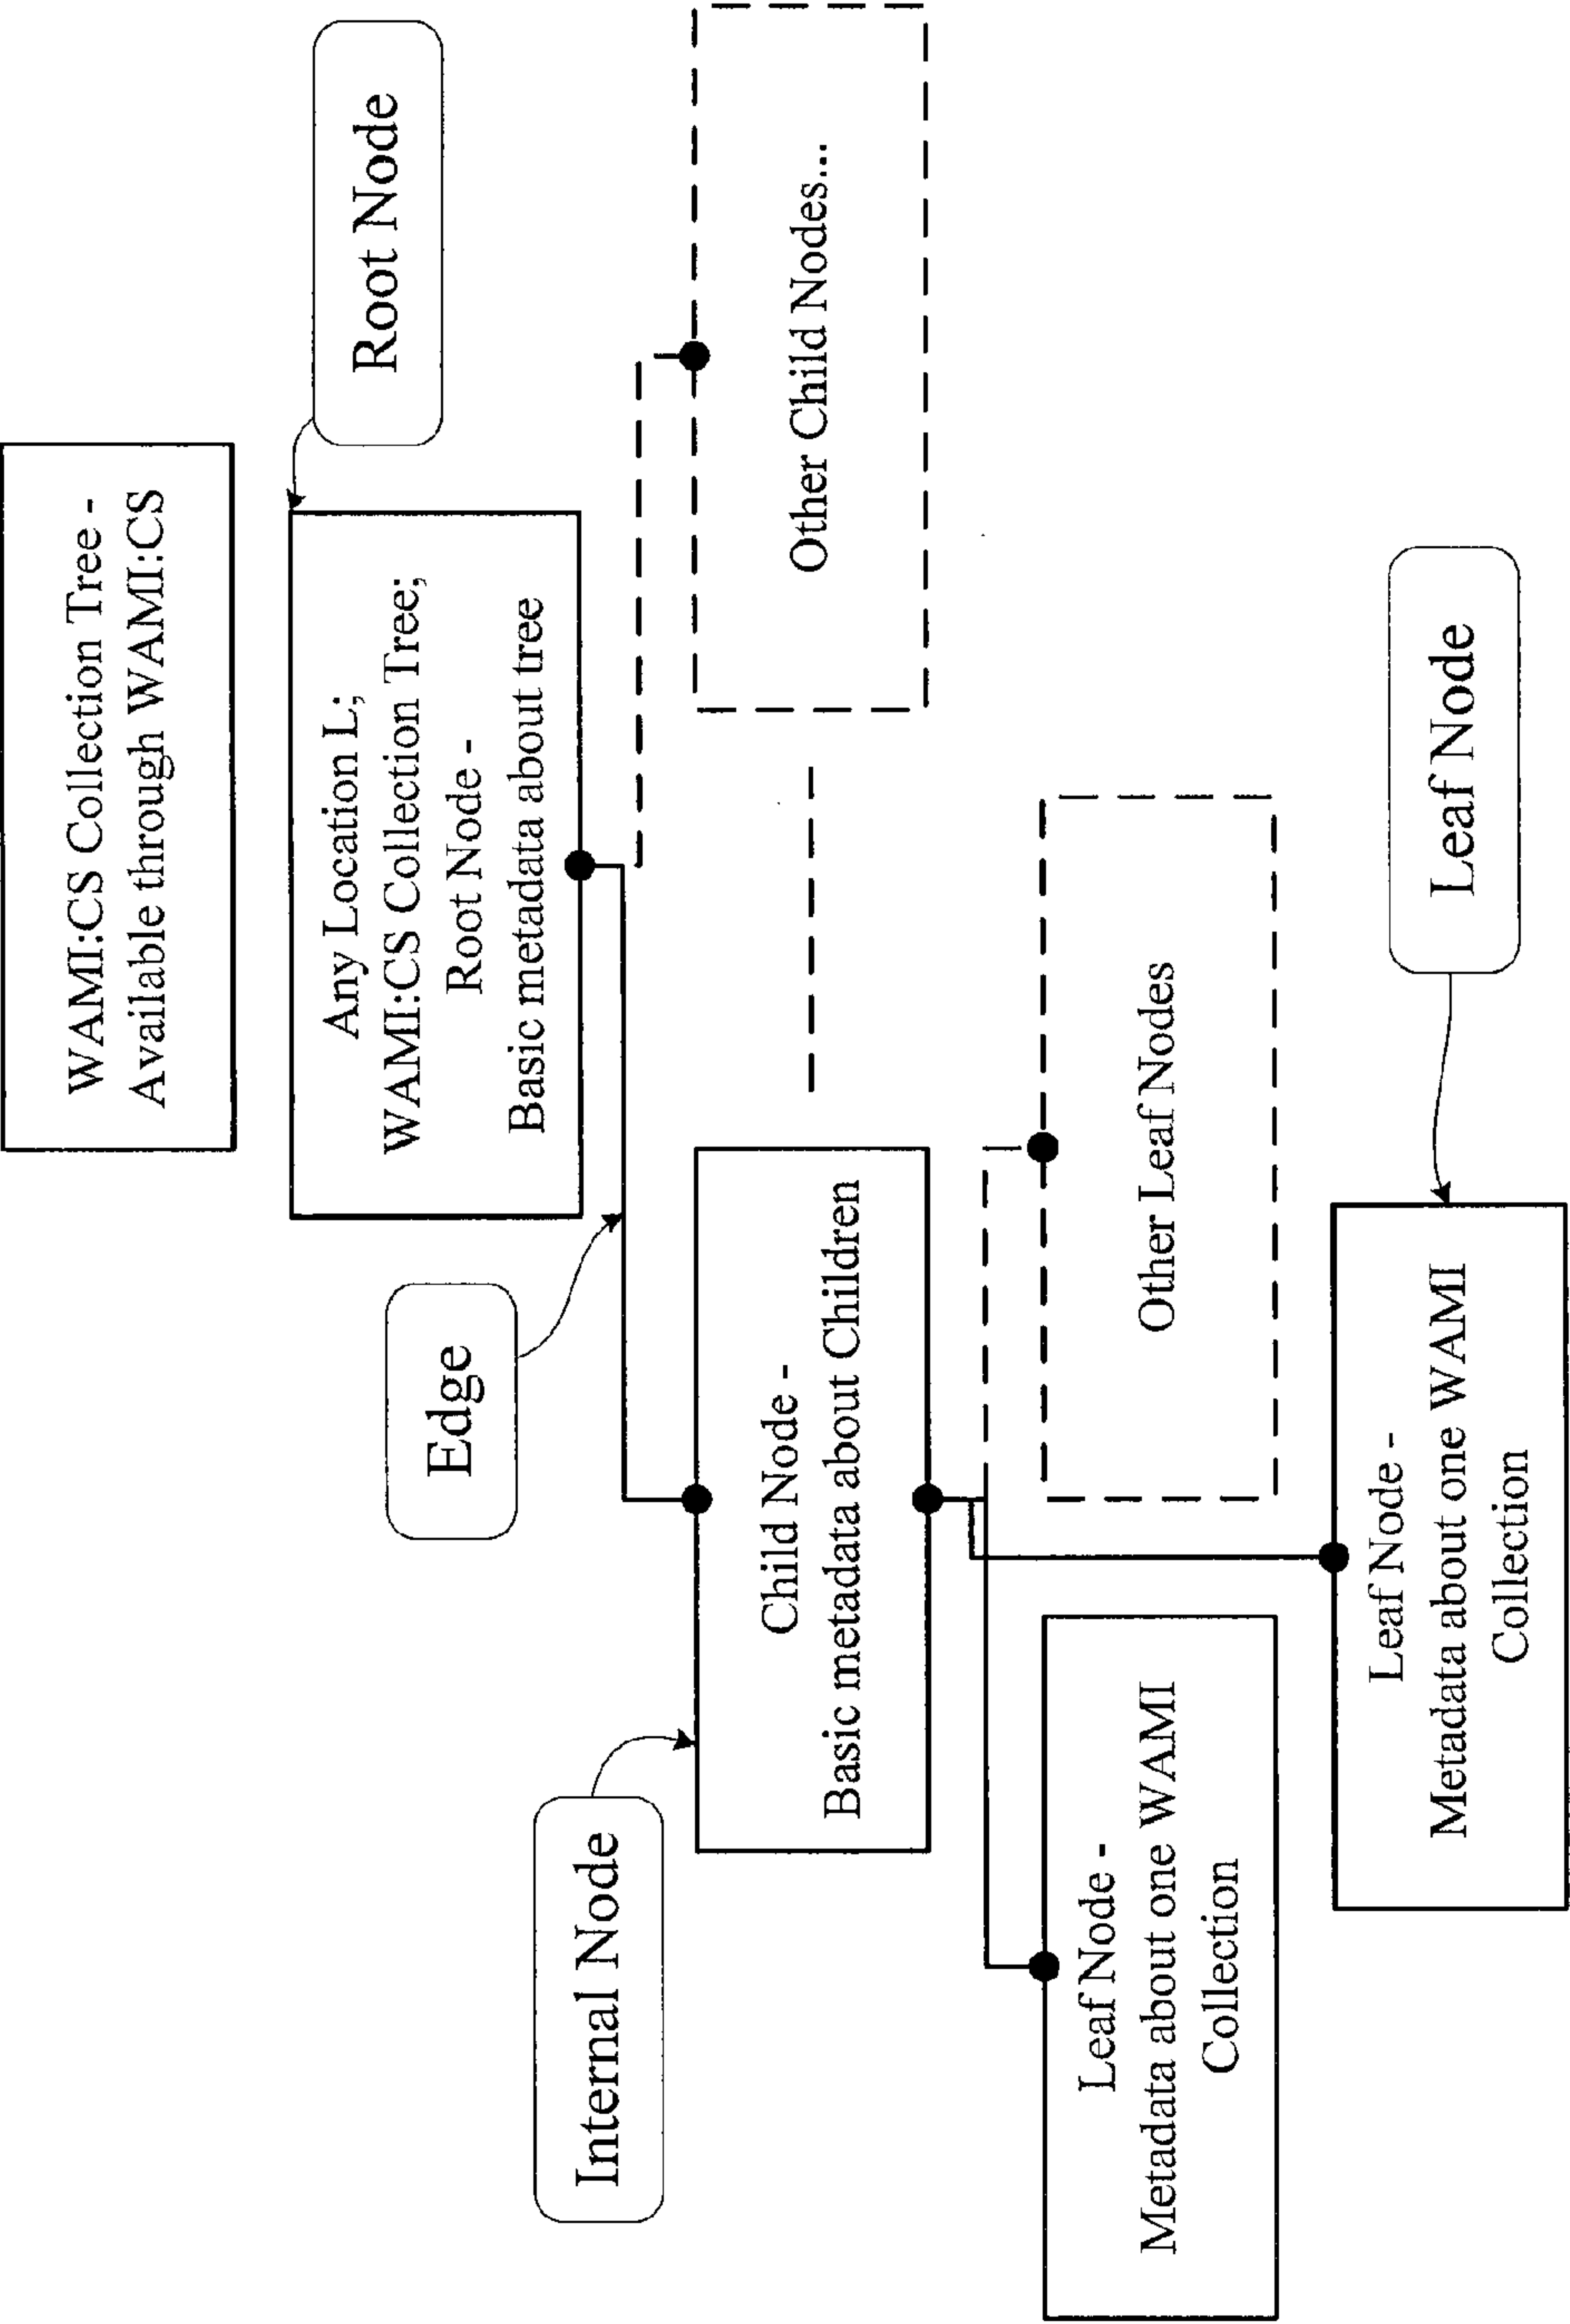 WAMI:CS Collection Tree -
Available through WAMI:CS
Root Node
Any Location L;
WAMI:CS Collection Tree;
Root Node -
Basic metadata about tree
Edge
Internal Node
Child Node -
Basic metadata about Children
Other Child Nodes...
Leaf Node -
Metadata about one WAMI
Collection
Other Leaf Nodes
Leaf Node -
Metadata about one WAMI
Collection
Leaf Node